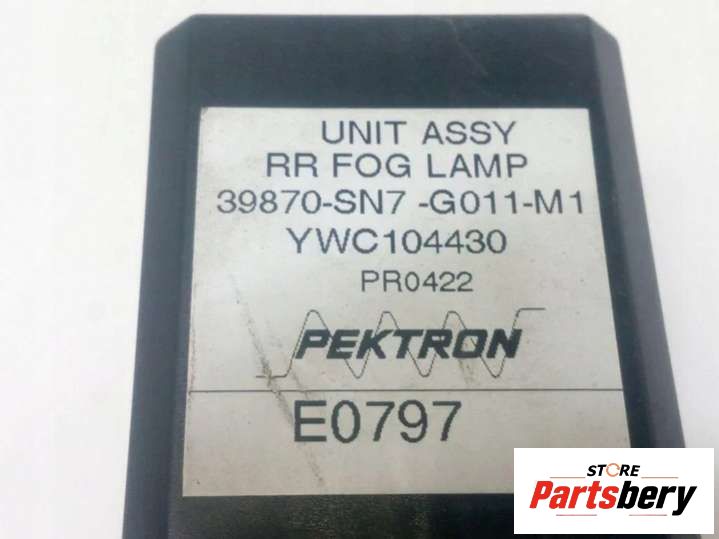 UNIT ASSY
RR FOG LAMP
39870-SN7 -G011-M1
YWC104430
PR0422
PEKTRON
E0797
STORE
Partsbery